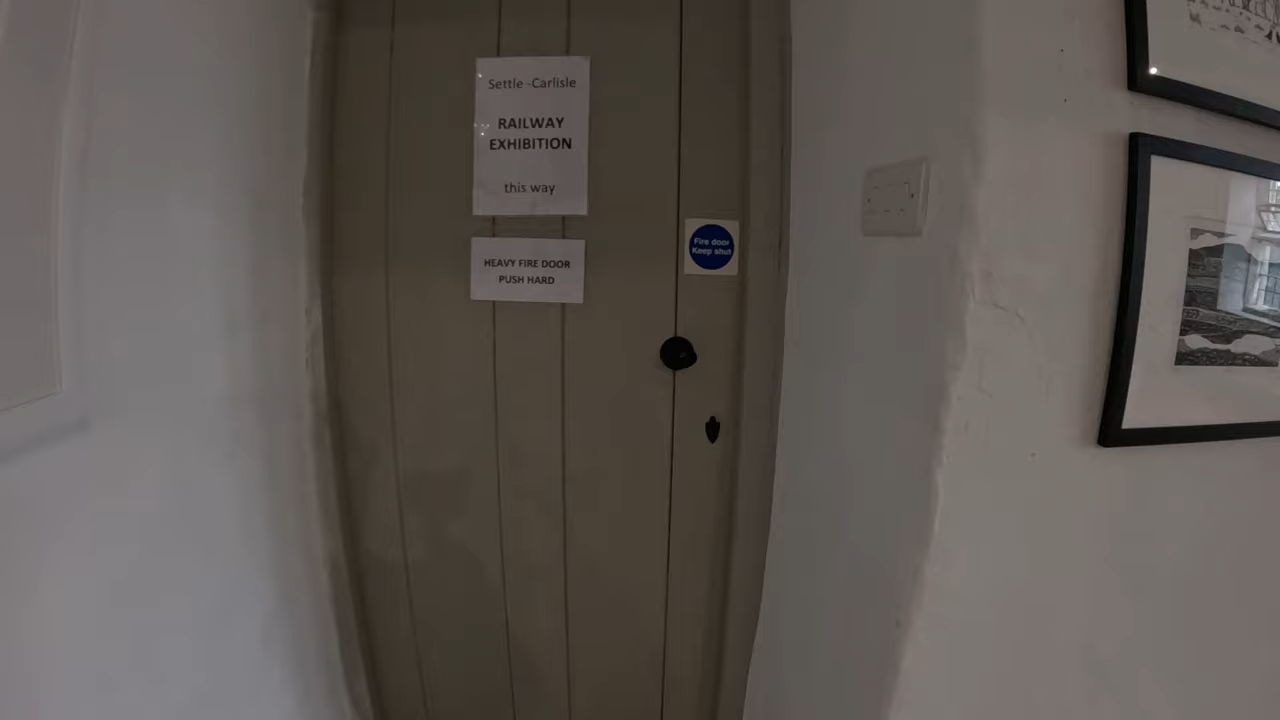 Settle -Carlisle
RAILWAY
EXHIBITION
this way
Fire door
Keep shut
HEAVY FIRE DOOR
PUSH HARD